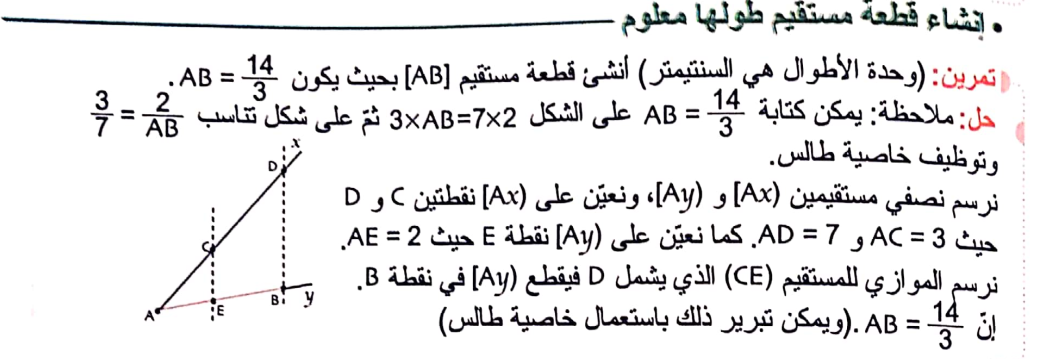 • إنشاء قطعة مستقيم طولها معلوم
تمرين: (وحدة الأطوال هي السنتيمتر) أنشئ قطعة مستقيم [AB] بحيث يكون AB = 14/3 .
حل: ملاحظة: يمكن كتابة AB = 14/3 على الشكل 3×AB=7×2 ثمّ على شكل تناسب 3/7 = 2/AB
وتوظيف خاصية طالس.
نرسم نصفي مستقيمين [Ax) و [Ay)، ونعيّن على [Ax) نقطتين C و D
حيث AC = 3 و AD = 7. كما نعيّن على [Ay) نقطة E حيث AE = 2.
نرسم الموازي للمستقيم (CE) الذي يشمل D فيقطع [Ay) في نقطة B.
إنّ AB = 14/3 .(ويمكن تبرير ذلك باستعمال خاصية طالس)
x
D
C
A
E
B
y